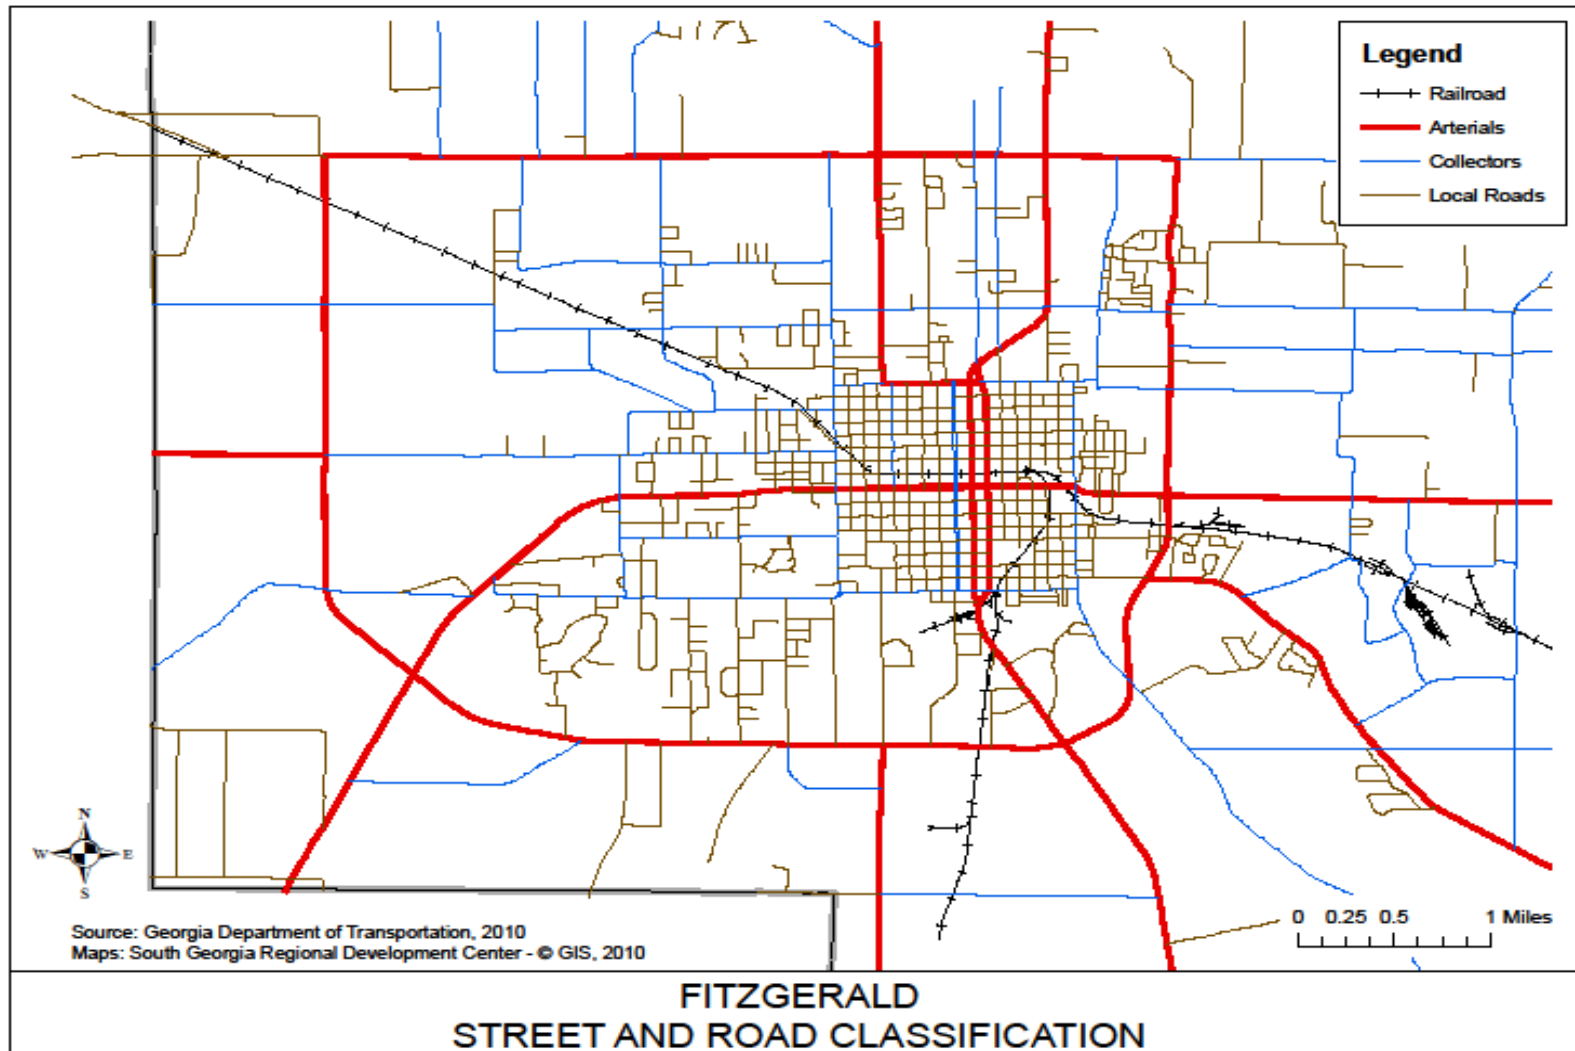 Legend
Railroad
Arterials
Collectors
Local Roads
N
W E
S
0 0.25 0.5 1 Miles
Source: Georgia Department of Transportation, 2010
Maps: South Georgia Regional Development Center - © GIS, 2010
FITZGERALD
STREET AND ROAD CLASSIFICATION